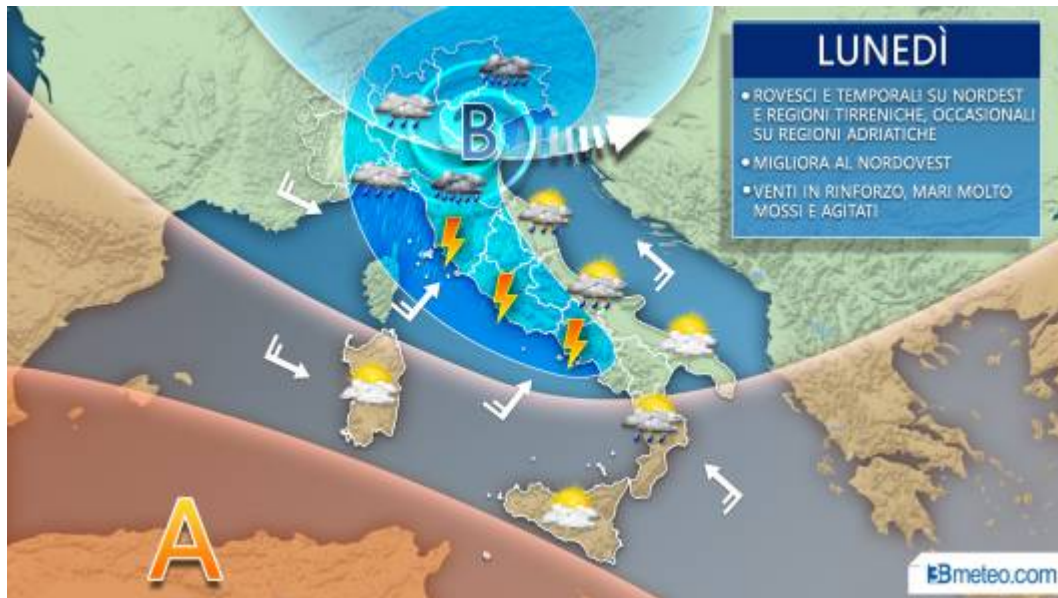 LUNEDÌ
• ROVESCI E TEMPORALI SU NORDEST
E REGIONI TIRRENICHE, OCCASIONALI
SU REGIONI ADRIATICHE
• MIGLIORA AL NORDOVEST
• VENTI IN RINFORZO, MARI MOLTO
MOSSI E AGITATI
B
A
3Bmeteo.com